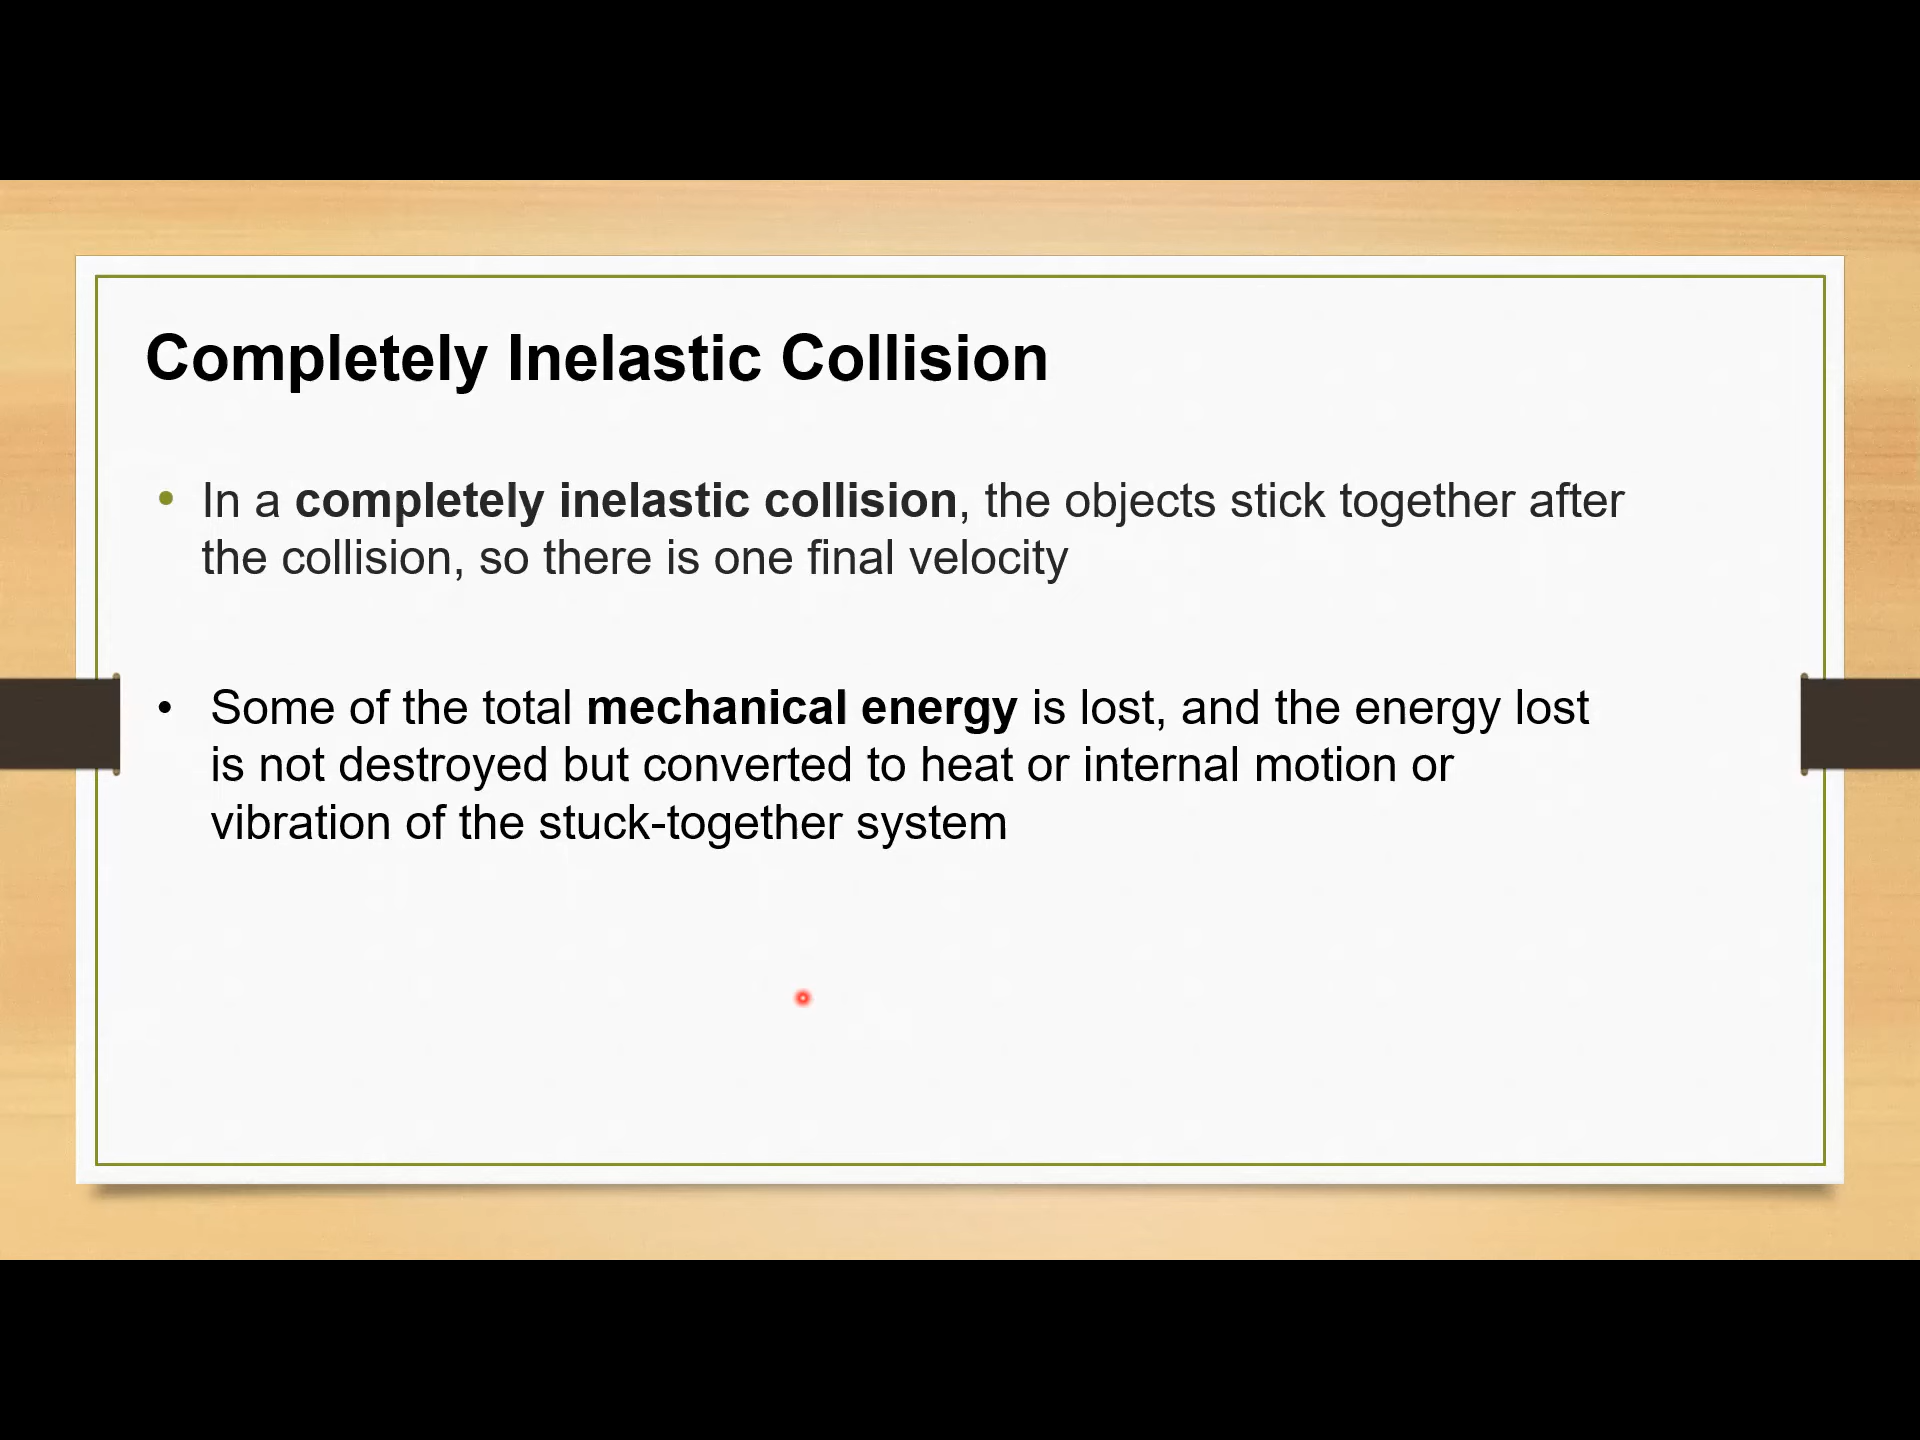 Completely Inelastic Collision
• In a completely inelastic collision, the objects stick together after
the collision, so there is one final velocity
• Some of the total mechanical energy is lost, and the energy lost
is not destroyed but converted to heat or internal motion or
vibration of the stuck-together system